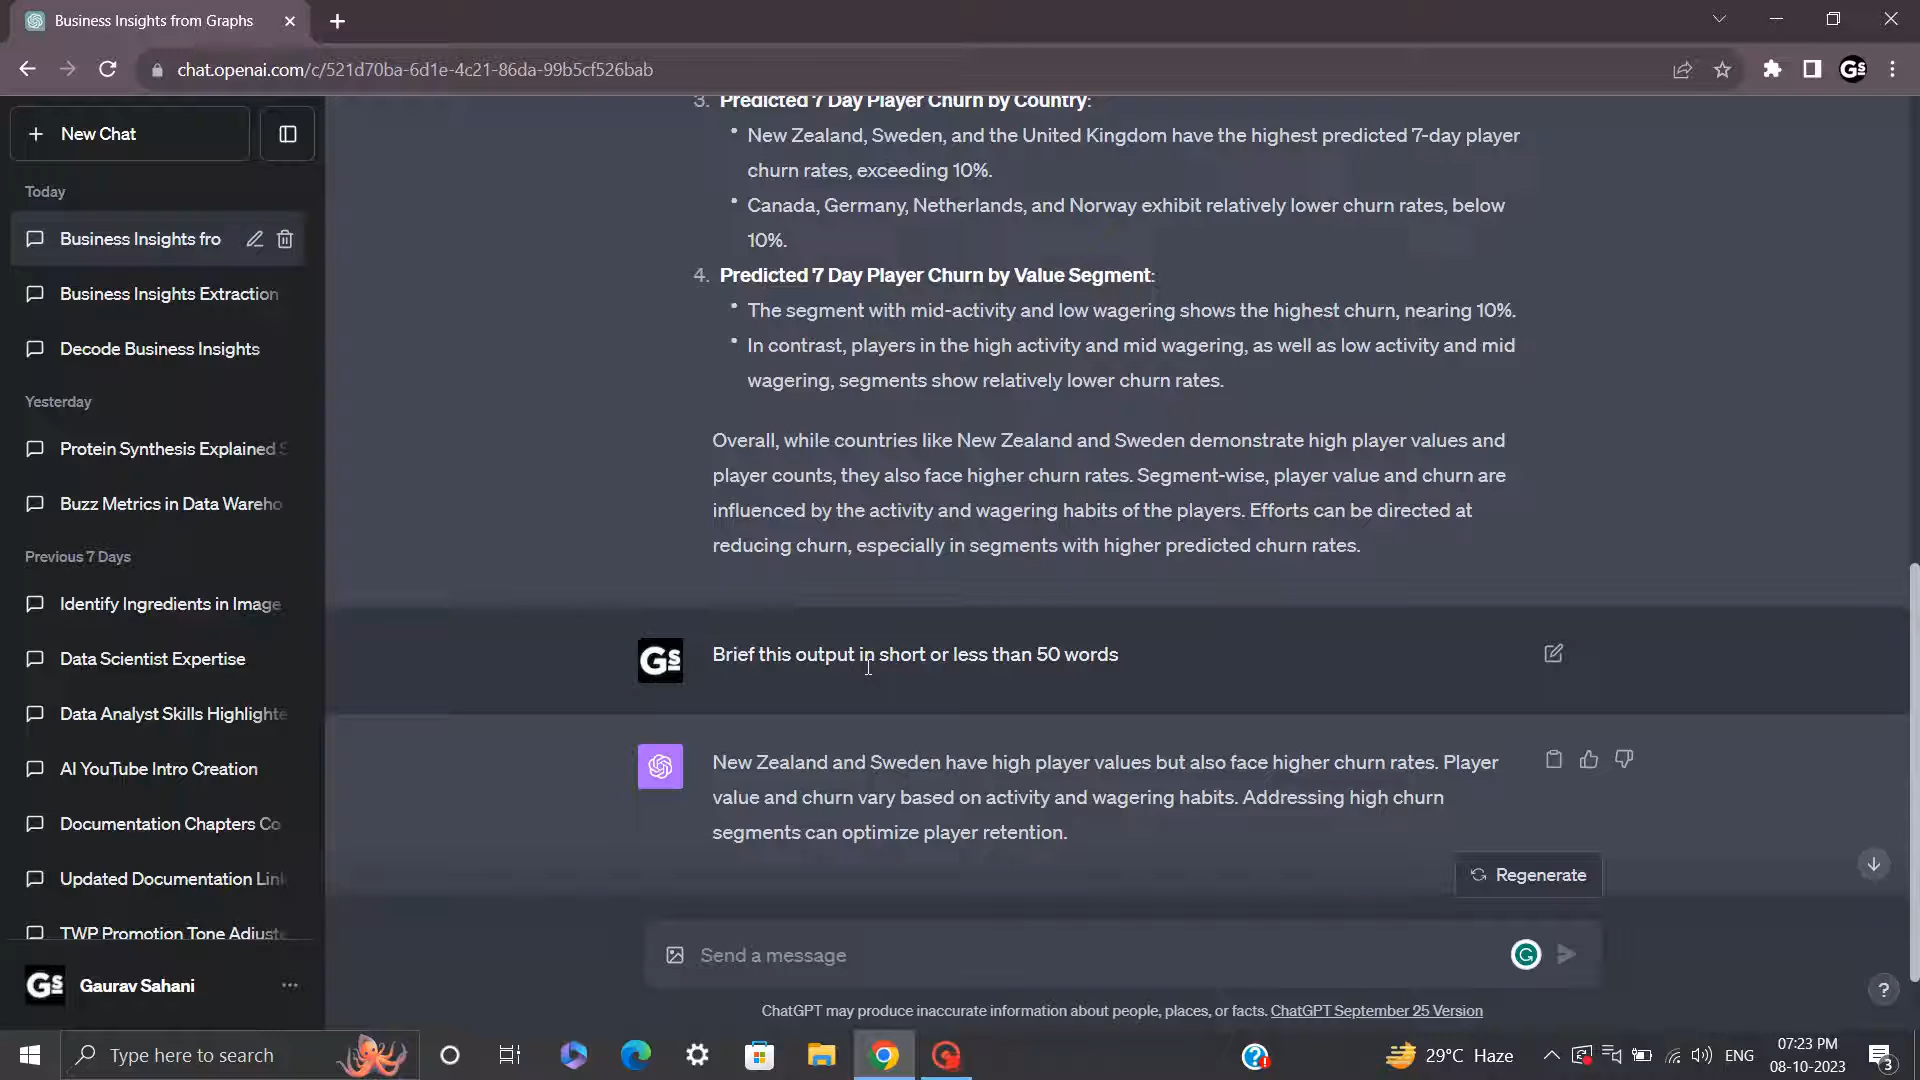 Business Insights from Graphs
chat.openai.com/c/521d70ba-6d1e-4c21-86da-99b5cf526bab
GS
New Chat
Today
Business Insights fro
Business Insights Extraction
Decode Business Insights
Yesterday
Protein Synthesis Explained S
Buzz Metrics in Data Wareho
Previous 7 Days
Identify Ingredients in Image
Data Scientist Expertise
Data Analyst Skills Highlighte
AI YouTube Intro Creation
Documentation Chapters Co
Updated Documentation Link
TWP Promotion Tone Adjuste
GS
Gaurav Sahani
3. Predicted 7 Day Player Churn by Country:
• New Zealand, Sweden, and the United Kingdom have the highest predicted 7-day player
churn rates, exceeding 10%.
• Canada, Germany, Netherlands, and Norway exhibit relatively lower churn rates, below
10%.
4. Predicted 7 Day Player Churn by Value Segment:
• The segment with mid-activity and low wagering shows the highest churn, nearing 10%.
• In contrast, players in the high activity and mid wagering, as well as low activity and mid
wagering, segments show relatively lower churn rates.
Overall, while countries like New Zealand and Sweden demonstrate high player values and
player counts, they also face higher churn rates. Segment-wise, player value and churn are
influenced by the activity and wagering habits of the players. Efforts can be directed at
reducing churn, especially in segments with higher predicted churn rates.
GS
Brief this output in short or less than 50 words
New Zealand and Sweden have high player values but also face higher churn rates. Player
value and churn vary based on activity and wagering habits. Addressing high churn
segments can optimize player retention.
Regenerate
Send a message
ChatGPT may produce inaccurate information about people, places, or facts. ChatGPT September 25 Version
?
Type here to search
29°C Haze
ENG
07:23 PM
08-10-2023
3